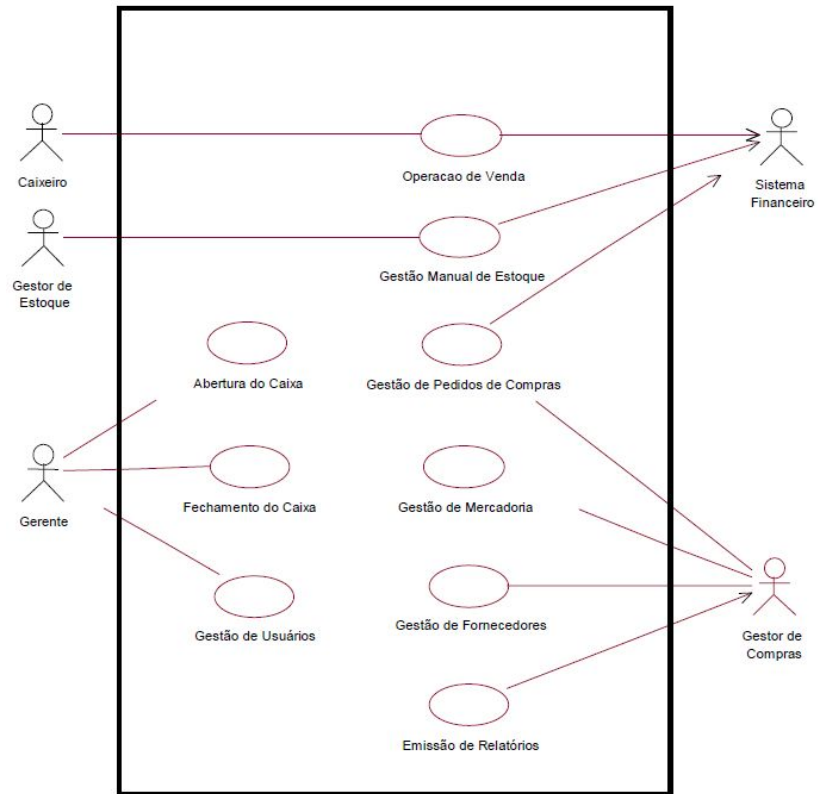 Caixeiro
Operacao de Venda
Sistema
Financeiro
Gestor de
Estoque
Gestão Manual de Estoque
Abertura do Caixa
Gestão de Pedidos de Compras
Gerente
Fechamento do Caixa
Gestão de Mercadoria
Gestão de Usuários
Gestão de Fornecedores
Gestor de
Compras
Emissão de Relatórios